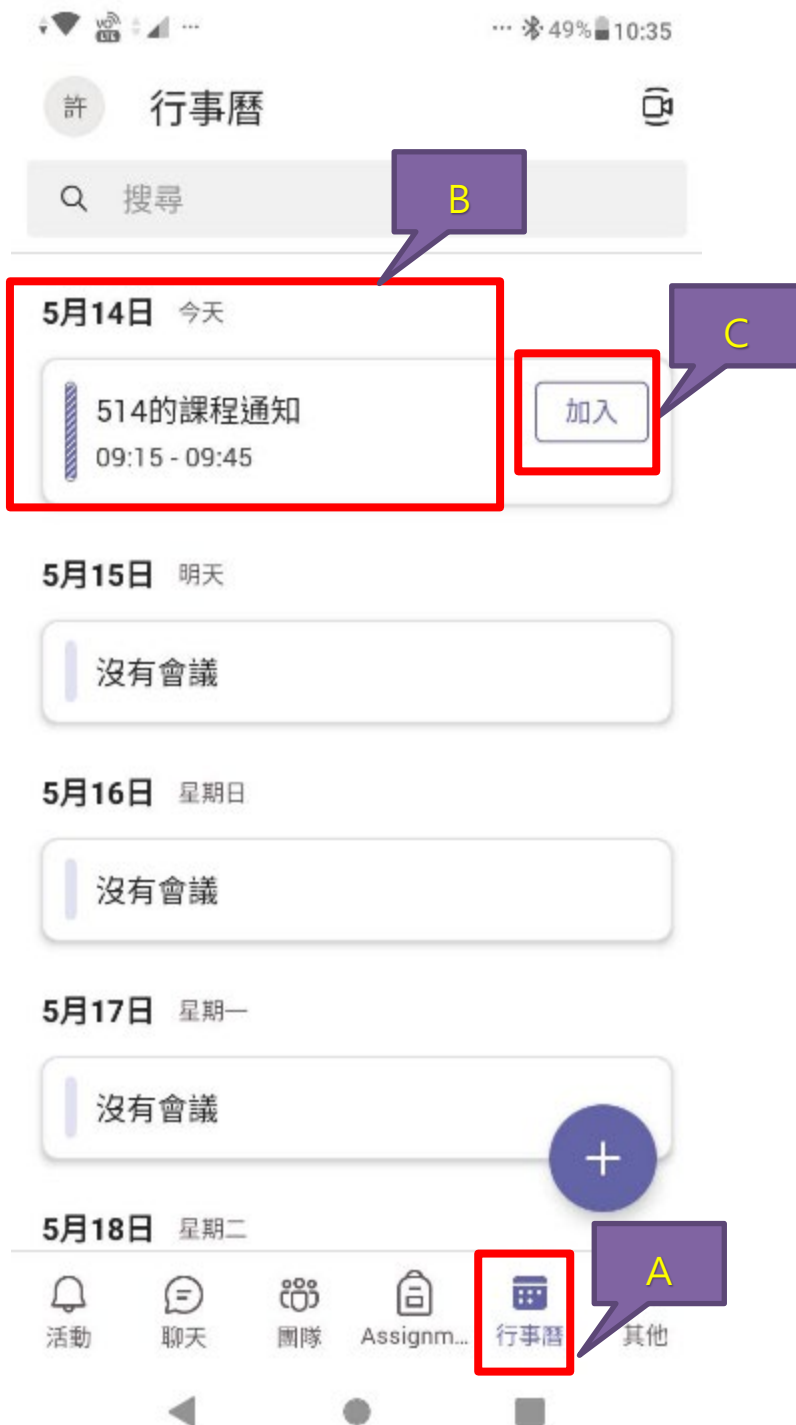 49% 10:35
許 行事曆
搜尋
B
5月14日 今天
C
514的課程通知
加入
09:15 - 09:45
5月15日 明天
沒有會議
5月16日 星期日
沒有會議
5月17日 星期一
沒有會議
+
5月18日 星期二
A
活動 聊天 團隊 Assignm... 行事曆 其他